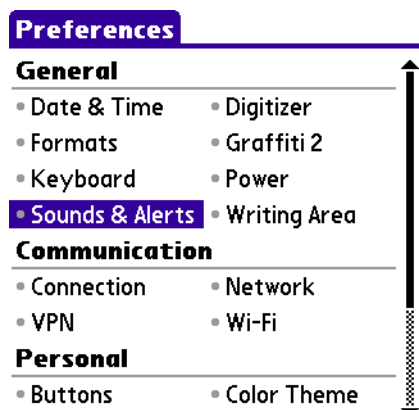 Preferences
General
Date & Time Digitizer
Formats Graffiti 2
Keyboard Power
Sounds & Alerts Writing Area
Communication
Connection Network
VPN Wi-Fi
Personal
Buttons Color Theme